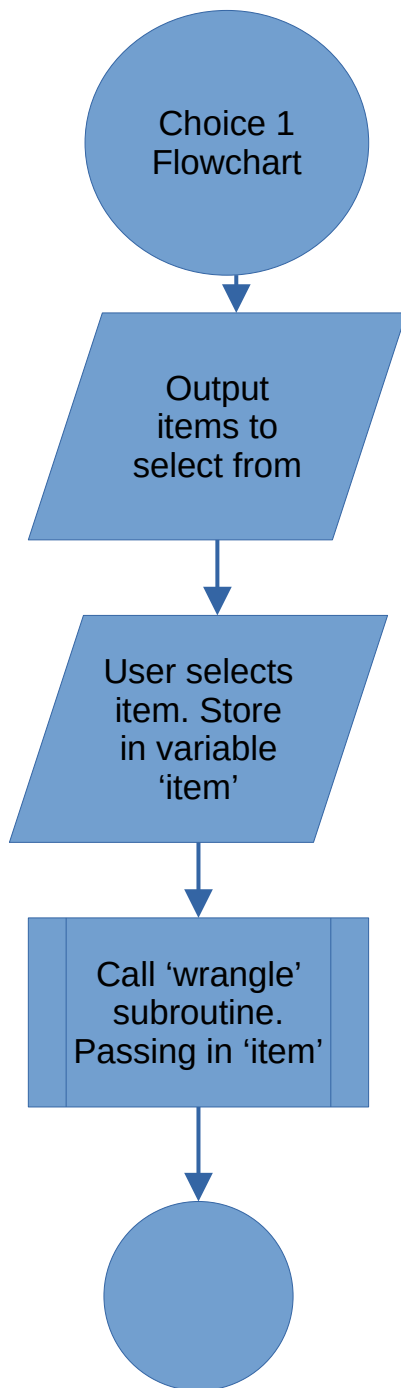 Choice 1
Flowchart
Output
items to
select from
User selects
item. Store
in variable
‘item’
Call ‘wrangle’
subroutine.
Passing in ‘item’